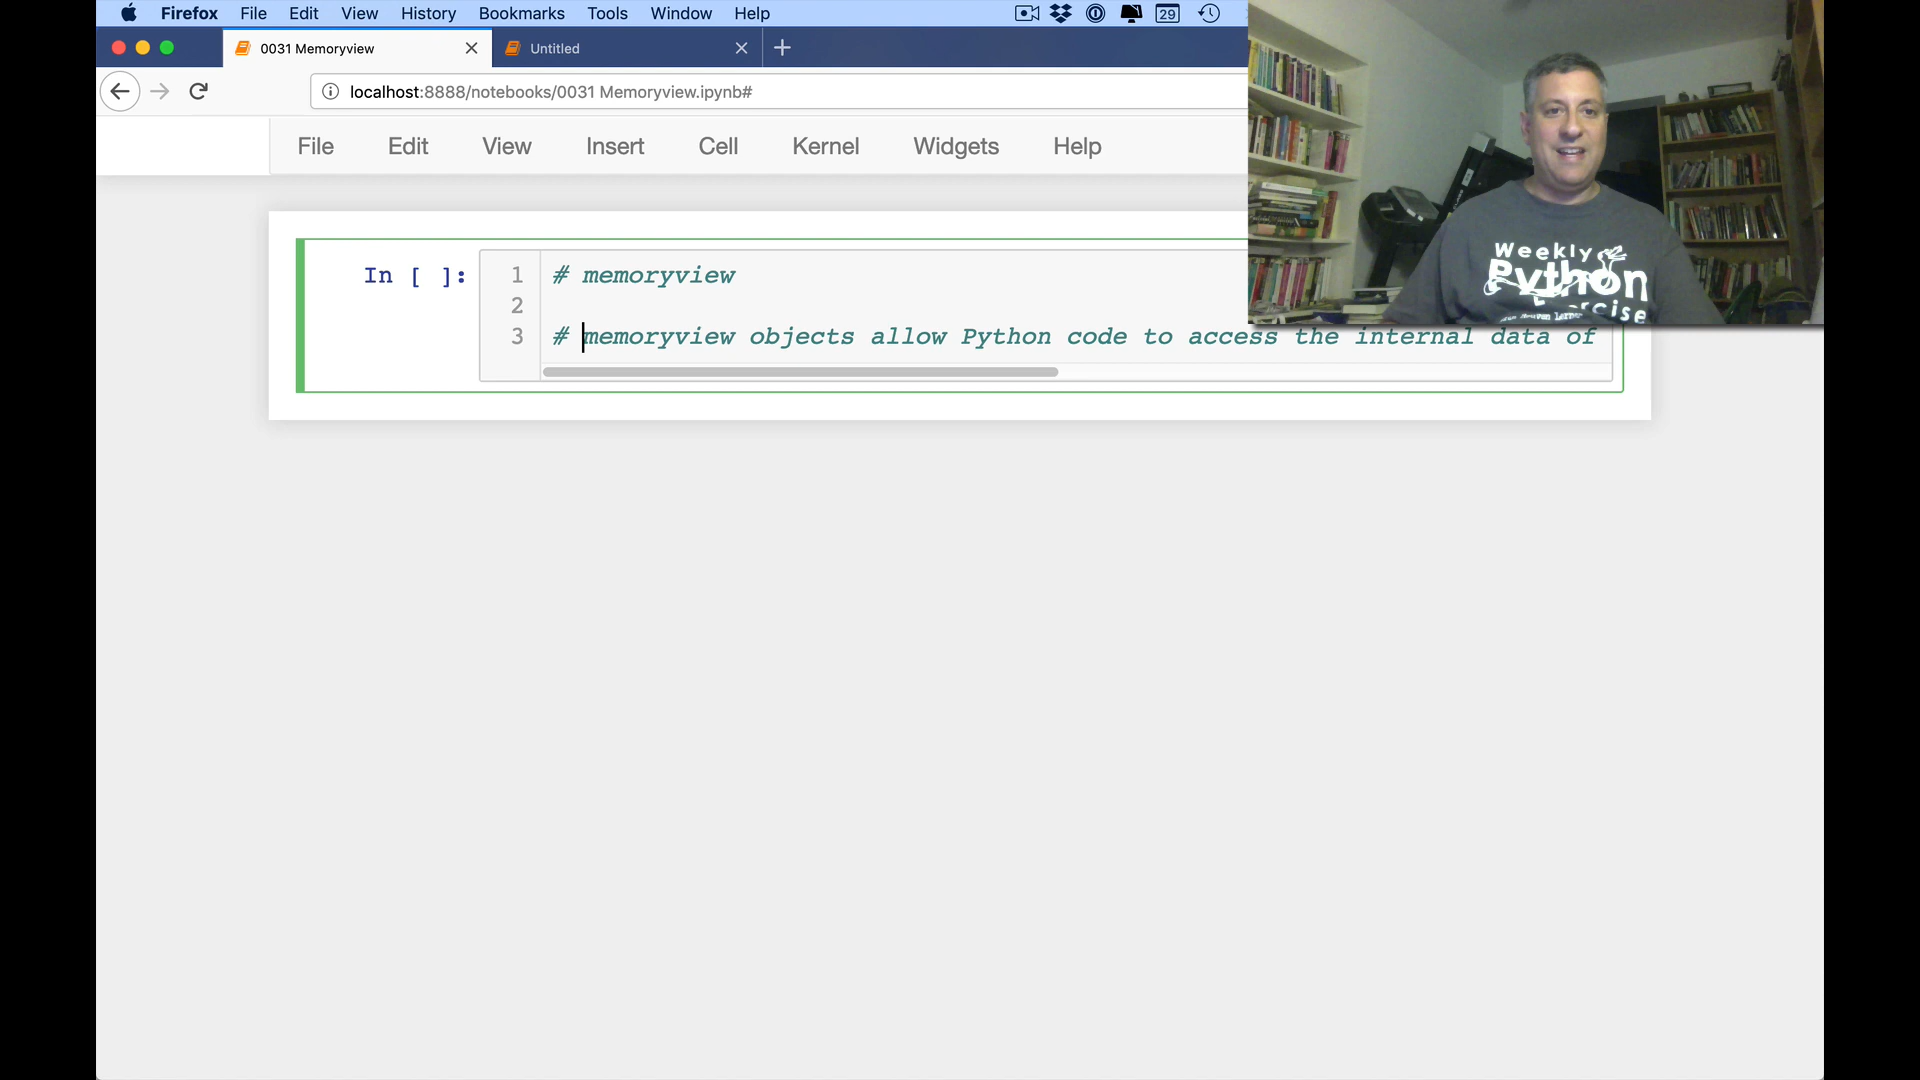 Firefox File Edit View History Bookmarks Tools Window Help 29
0031 Memoryview Untitled
localhost:8888/notebooks/0031 Memoryview.ipynb#
File Edit View Insert Cell Kernel Widgets Help
In [ ]:
1 # memoryview
2
3 # memoryview objects allow Python code to access the internal data of
Weekly
Python
Exercise